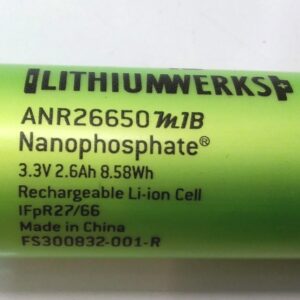 LITHIUMWERKS
ANR26650 M1B
Nanophosphate®
3.3V 2.6Ah 8.58Wh
Rechargeable Li-ion Cell
IFpR27/66
Made in China
FS300832-001-R